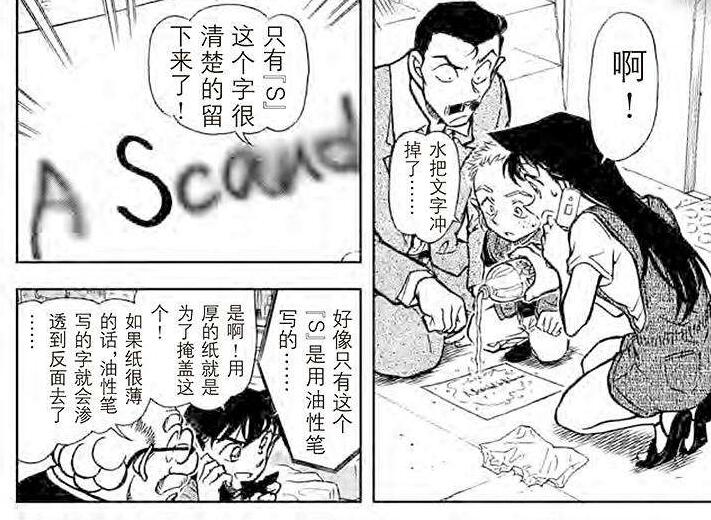 啊！
水把文字冲
掉了……
只有『S』
这个字很
清楚的留
下来了！
A Scand
好像只有这个
『S』是用油性笔
写的……
是啊！用
厚的纸就是
为了掩盖这
个！
如果纸很薄
的话，油性笔
写的字就会渗
透到反面去了
……